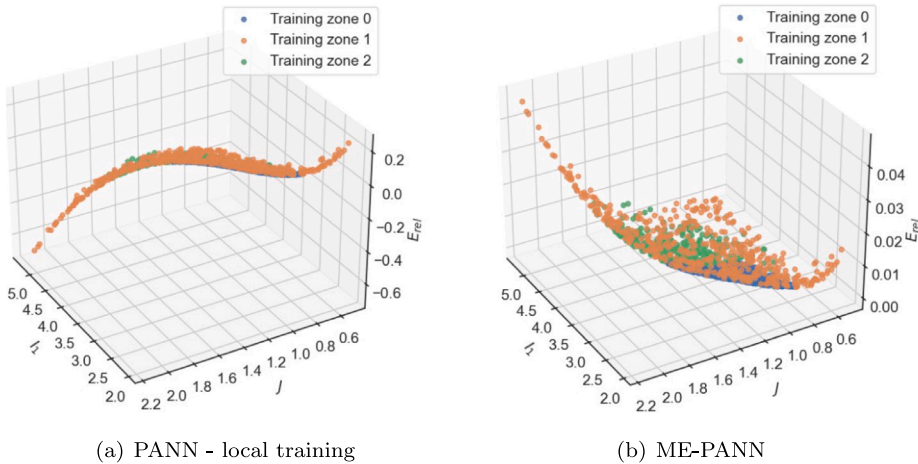 Training zone 0
Training zone 1
Training zone 2
0.2
0.0
−0.2
−0.4
−0.6
E_rel
5.0
4.5
4.0
3.5
3.0
2.5
2.0
I₁
2.2 2.0 1.8 1.6 1.4 1.2 1.0 0.8 0.6
J
(a) PANN - local training
Training zone 0
Training zone 1
Training zone 2
0.04
0.03
0.02
0.01
0.00
E_rel
5.0
4.5
4.0
3.5
3.0
2.5
2.0
I₁
2.2 2.0 1.8 1.6 1.4 1.2 1.0 0.8 0.6
J
(b) ME-PANN